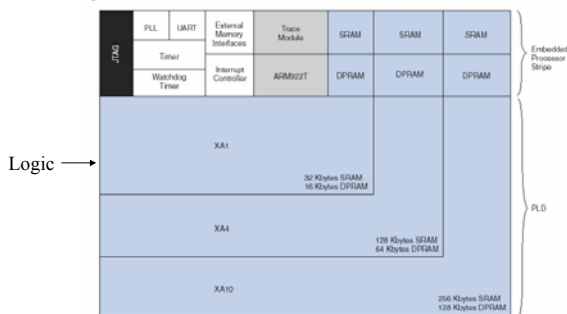 JTAG
PLL
UART
External
Memory
Interfaces
Trace
Module
SRAM
SRAM
SRAM
Timer
Watchdog
Timer
Interrupt
Controller
ARM922T
DPRAM
DPRAM
DPRAM
Embedded
Processor
Stripe
Logic
XA1
32 Kbytes SRAM
16 Kbytes DPRAM
PLD
XA4
128 Kbytes SRAM
64 Kbytes DPRAM
XA10
256 Kbytes SRAM
128 Kbytes DPRAM